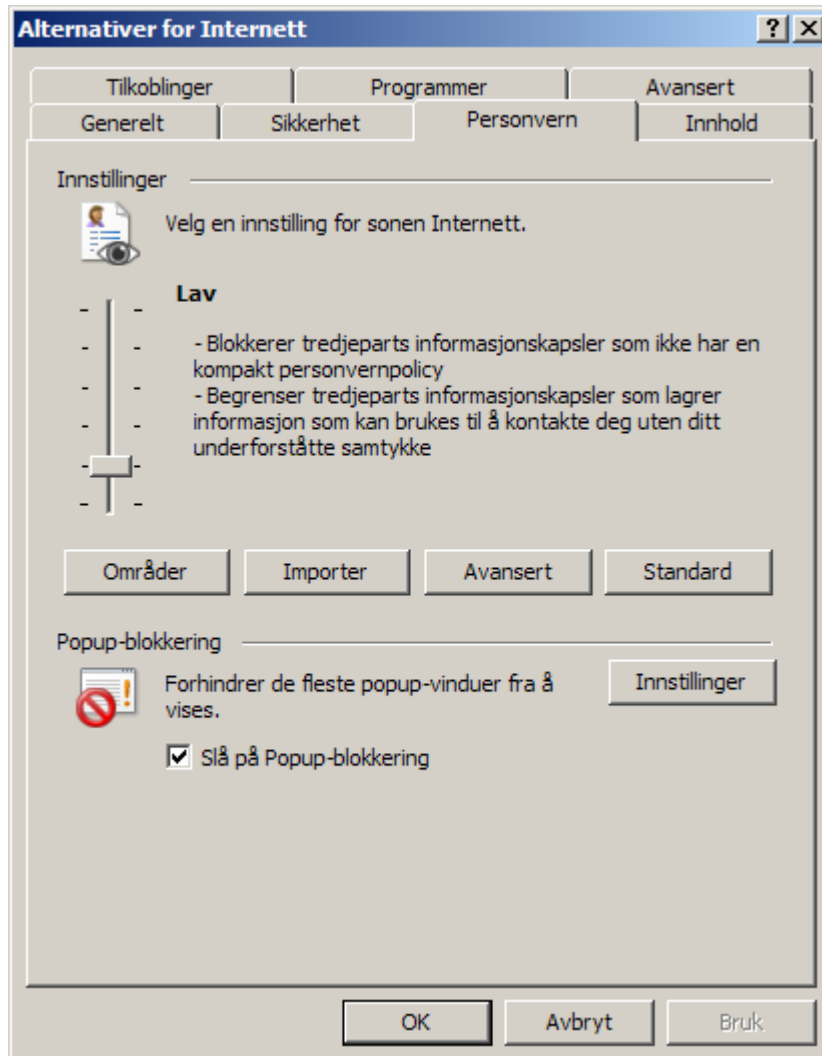 Alternativer for Internett
Tilkoblinger
Programmer
Avansert
Generelt
Sikkerhet
Personvern
Innhold
Innstillinger
Velg en innstilling for sonen Internett.
Lav
- Blokkerer tredjeparts informasjonskapsler som ikke har en
kompakt personvernpolicy
- Begrenser tredjeparts informasjonskapsler som lagrer
informasjon som kan brukes til å kontakte deg uten ditt
underforståtte samtykke
Områder
Importer
Avansert
Standard
Popup-blokkering
Forhindrer de fleste popup-vinduer fra å
vises.
Innstillinger
Slå på Popup-blokkering
OK
Avbryt
Bruk